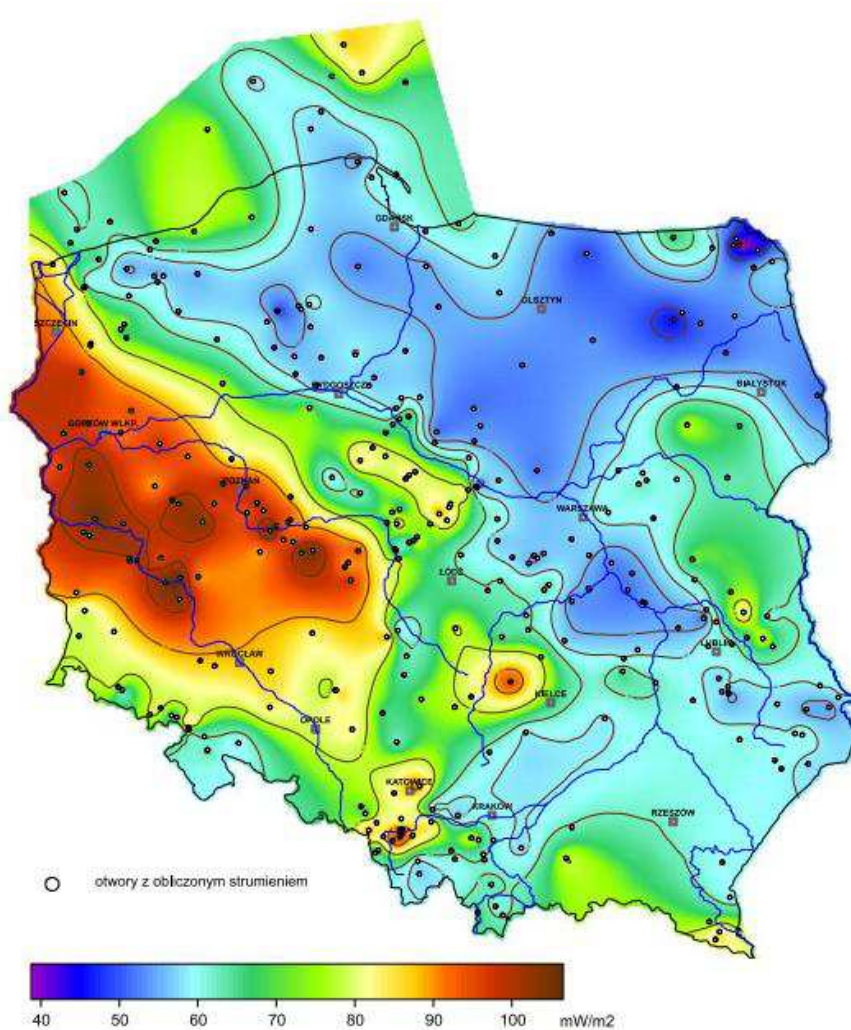 GDAŃSK
OLSZTYN
SZCZECIN
BYDGOSZCZ
BIAŁYSTOK
GORZÓW WLKP.
POZNAŃ
WARSZAWA
ŁÓDŹ
WROCŁAW
LUBLIN
KIELCE
OPOLE
KATOWICE
KRAKÓW
RZESZÓW
otwory z obliczonym strumieniem
40 50 60 70 80 90 100 mW/m2